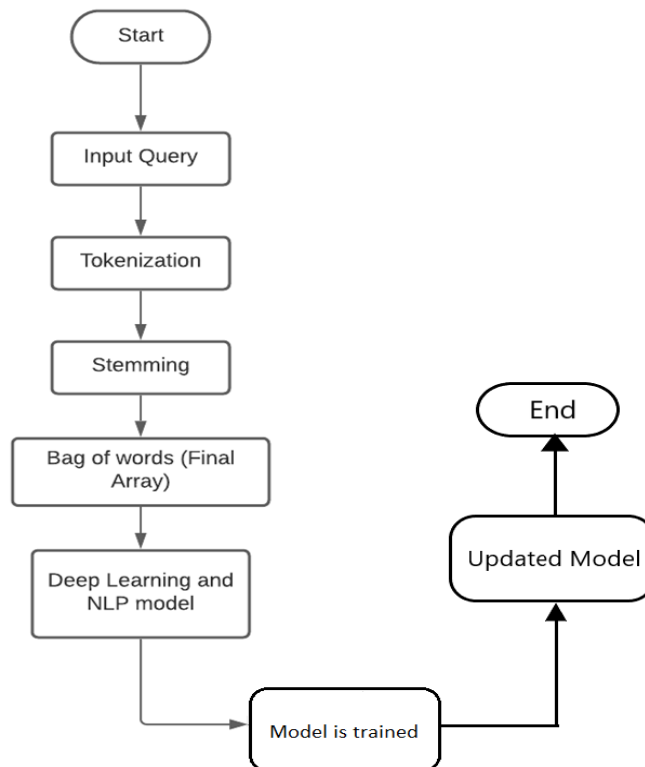 Start
Input Query
Tokenization
Stemming
Bag of words (Final
Array)
Deep Learning and
NLP model
Model is trained
Updated Model
End